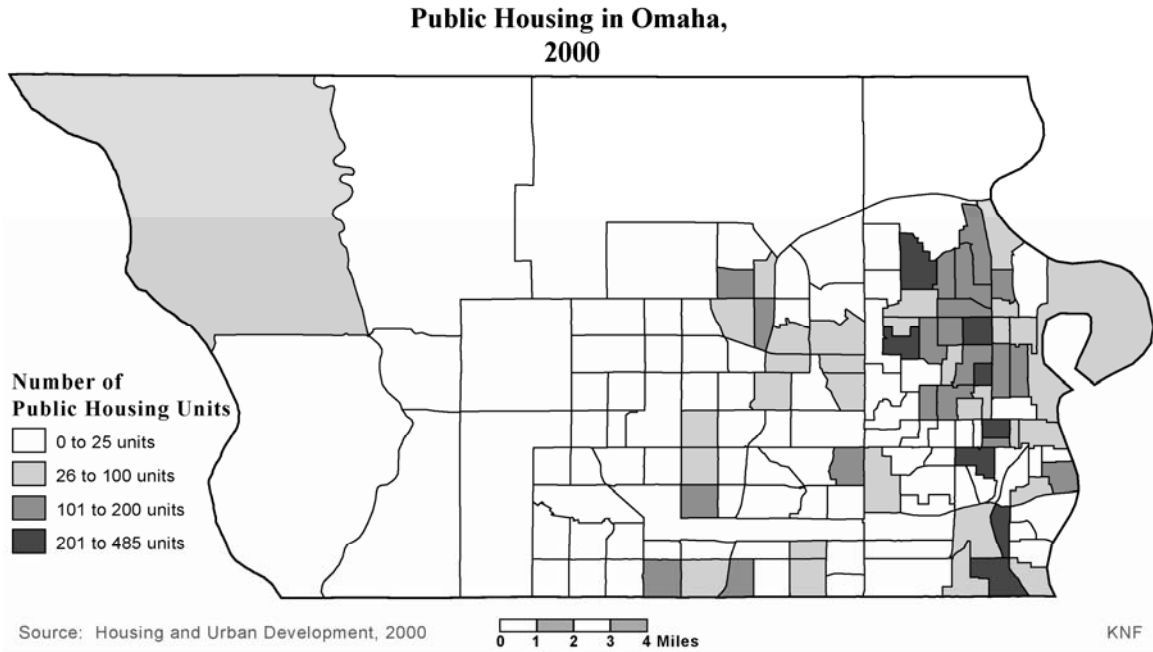 Public Housing in Omaha,
2000
Number of
Public Housing Units
0 to 25 units
26 to 100 units
101 to 200 units
201 to 485 units
Source: Housing and Urban Development, 2000
0 1 2 3 4 Miles
KNF